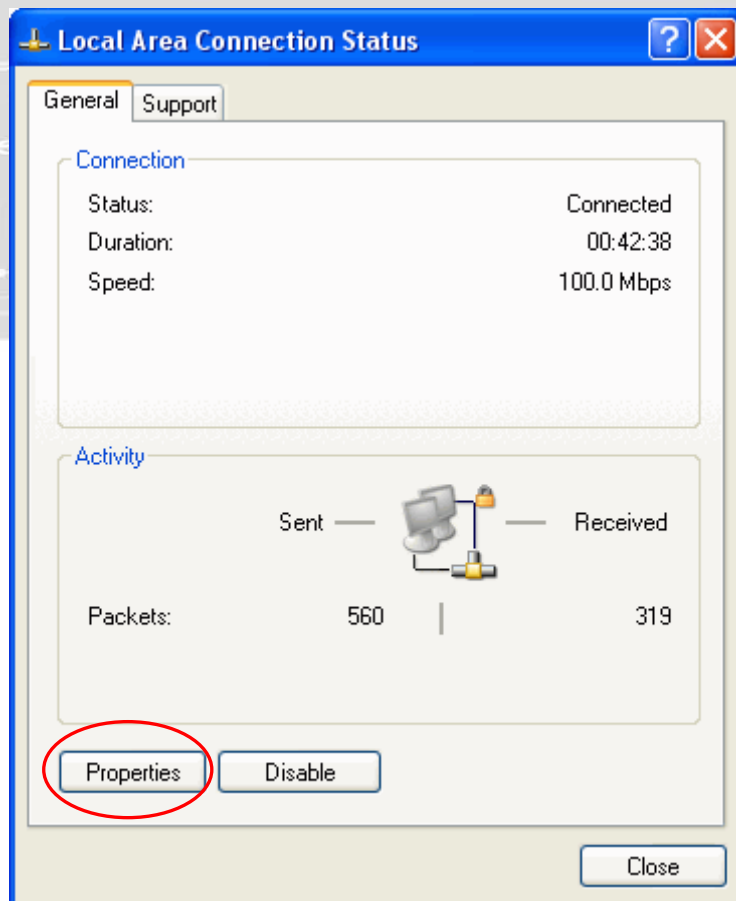 Local Area Connection Status
General Support
Connection
Status: Connected
Duration: 00:42:38
Speed: 100.0 Mbps
Activity
Sent Received
Packets: 560 319
Properties Disable
Close